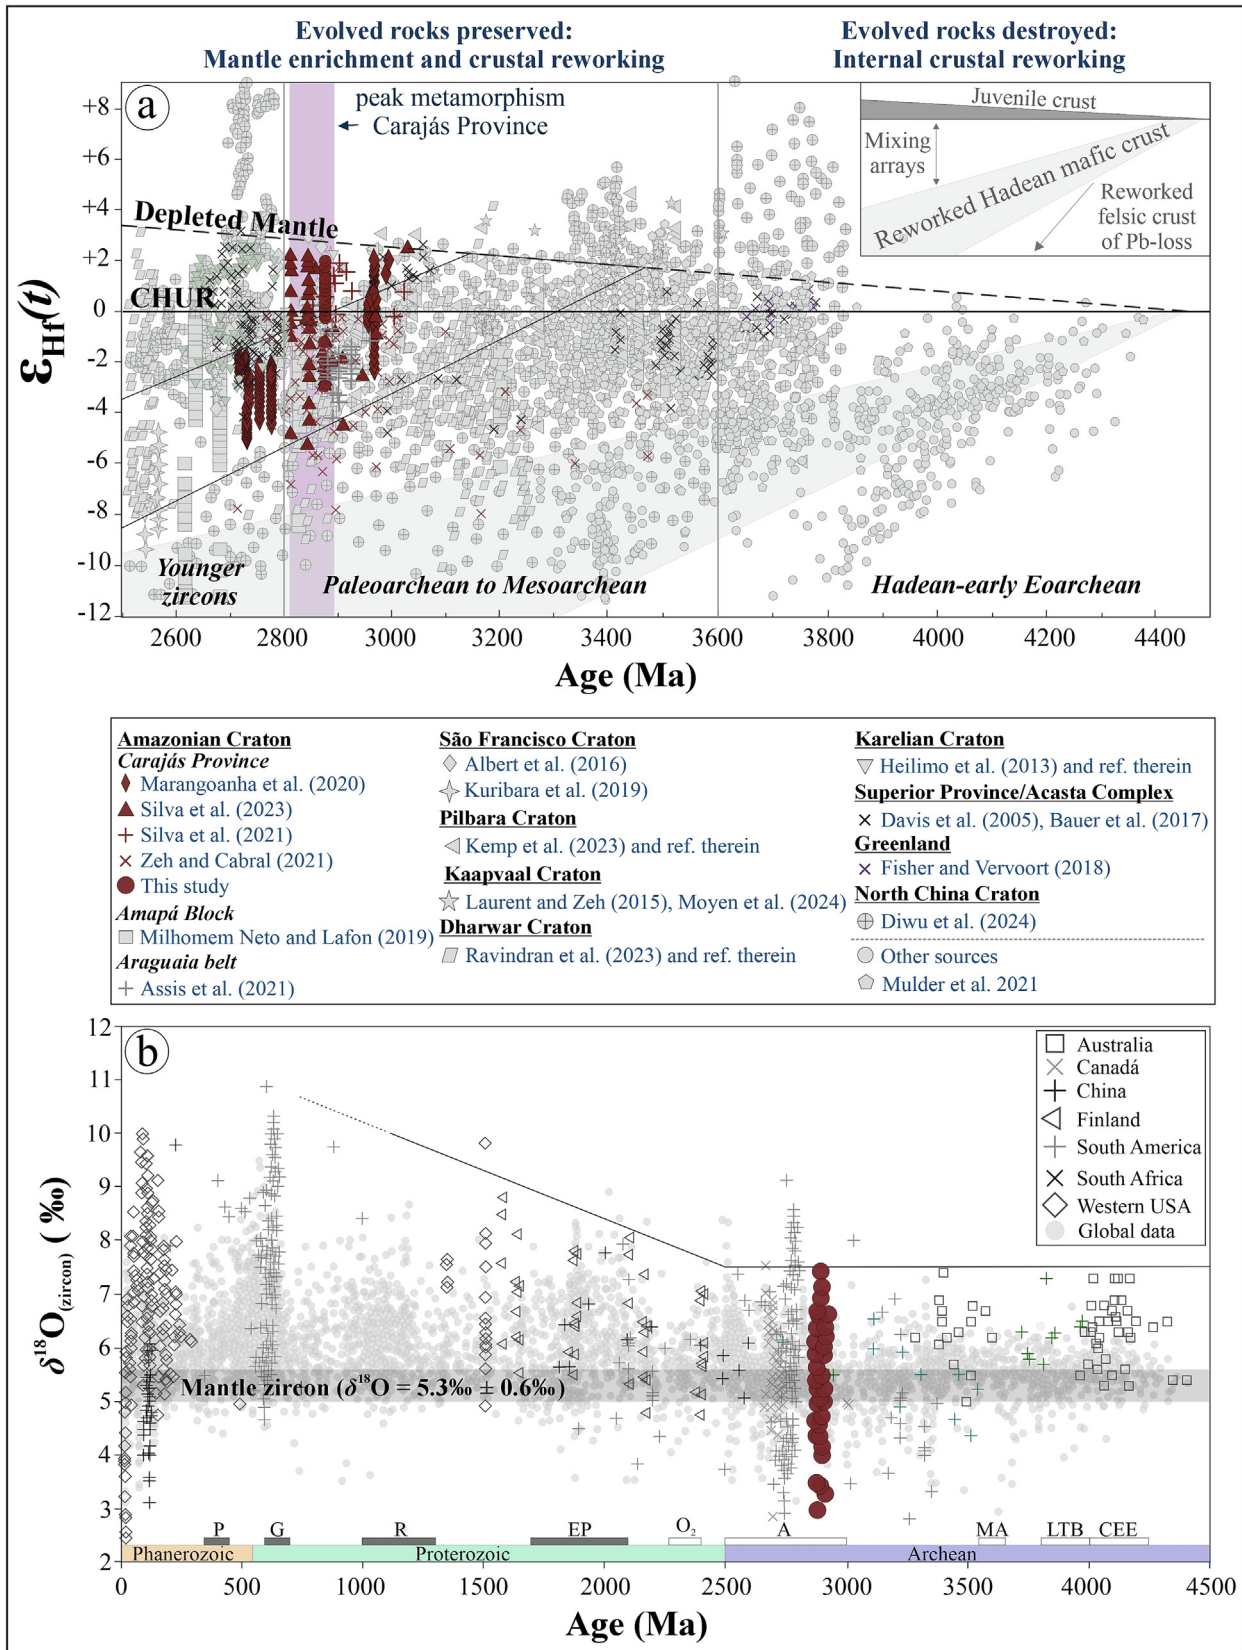 Evolved rocks preserved:
Mantle enrichment and crustal reworking
Evolved rocks destroyed:
Internal crustal reworking
a
peak metamorphism
Carajás Province
Juvenile crust
Mixing
arrays
Reworked Hadean mafic crust
Reworked
felsic crust
of Pb-loss
Depleted Mantle
CHUR
Younger
zircons
Paleoarchean to Mesoarchean
Hadean-early Eoarchean
εHf(t)
+8
+6
+4
+2
0
-2
-4
-6
-8
-10
-12
2600 2800 3000 3200 3400 3600 3800 4000 4200 4400
Age (Ma)
Amazonian Craton
Carajás Province
Marangoanha et al. (2020)
Silva et al. (2023)
Silva et al. (2021)
Zeh and Cabral (2021)
This study
Amapá Block
Milhomem Neto and Lafon (2019)
Araguaia belt
Assis et al. (2021)
São Francisco Craton
Albert et al. (2016)
Kuribara et al. (2019)
Pilbara Craton
Kemp et al. (2023) and ref. therein
Kaapvaal Craton
Laurent and Zeh (2015), Moyen et al. (2024)
Dharwar Craton
Ravindran et al. (2023) and ref. therein
Karelian Craton
Heilimo et al. (2013) and ref. therein
Superior Province/Acasta Complex
Davis et al. (2005), Bauer et al. (2017)
Greenland
Fisher and Vervoort (2018)
North China Craton
Diwu et al. (2024)
Other sources
Mulder et al. 2021
b
Australia
Canadá
China
Finland
South America
South Africa
Western USA
Global data
δ18O(zircon) (‰)
12
11
10
9
8
7
6
5
4
3
2
Mantle zircon (δ18O = 5.3‰ ± 0.6‰)
P G R EP O2 A MA LTB CEE
Phanerozoic Proterozoic Archean
0 500 1000 1500 2000 2500 3000 3500 4000 4500
Age (Ma)